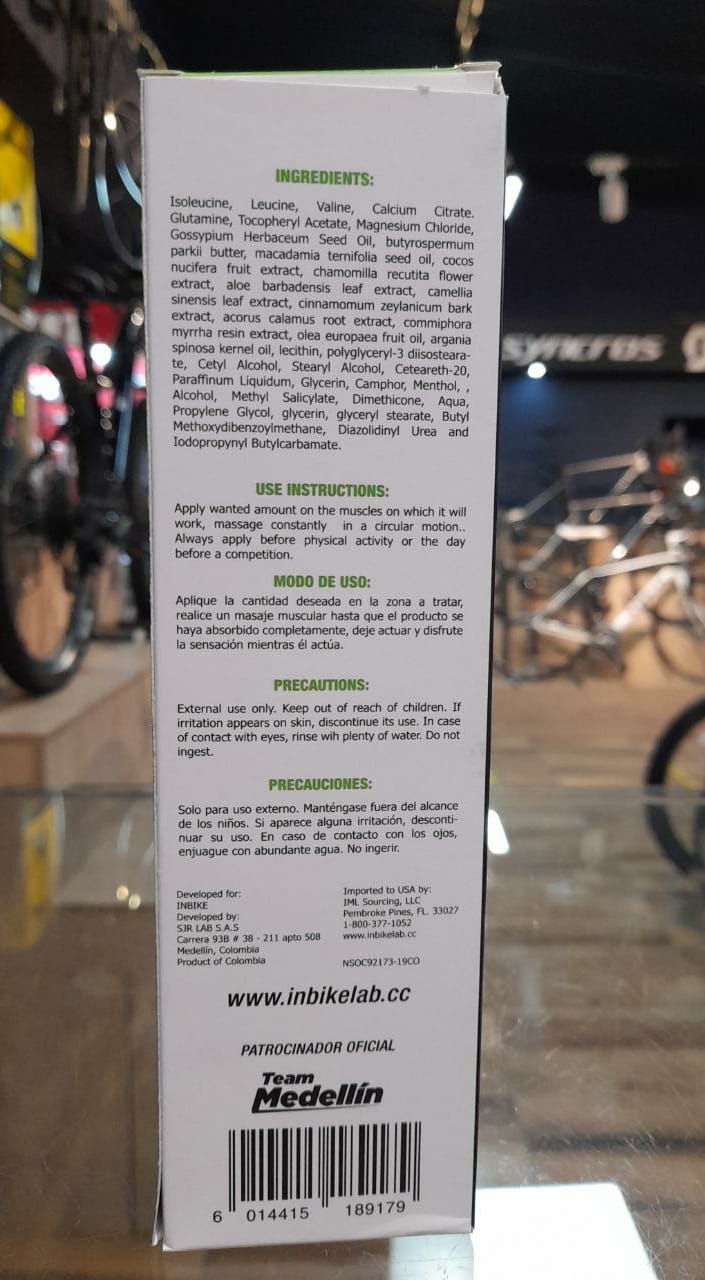 INGREDIENTS:
Isoleucine, Leucine, Valine, Calcium Citrate.
Glutamine, Tocopheryl Acetate, Magnesium Chloride,
Gossypium Herbaceum Seed Oil, butyrospermum
parkii butter, macadamia ternifolia seed oil, cocos
nucifera fruit extract, chamomilla recutita flower
extract, aloe barbadensis leaf extract, camellia
sinensis leaf extract, cinnamomum zeylanicum bark
extract, acorus calamus root extract, commiphora
myrrha resin extract, olea europaea fruit oil, argania
spinosa kernel oil, lecithin, polyglyceryl-3 diisosteara-
te, Cetyl Alcohol, Stearyl Alcohol, Ceteareth-20,
Paraffinum Liquidum, Glycerin, Camphor, Menthol, ,
Alcohol, Methyl Salicylate, Dimethicone, Aqua,
Propylene Glycol, glycerin, glyceryl stearate, Butyl
Methoxydibenzoylmethane, Diazolidinyl Urea and
Iodopropynyl Butylcarbamate.
USE INSTRUCTIONS:
Apply wanted amount on the muscles on which it will
work, massage constantly in a circular motion..
Always apply before physical activity or the day
before a competition.
MODO DE USO:
Aplique la cantidad deseada en la zona a tratar,
realice un masaje muscular hasta que el producto se
haya absorbido completamente, deje actuar y disfrute
la sensación mientras él actúa.
PRECAUTIONS:
External use only. Keep out of reach of children. If
irritation appears on skin, discontinue its use. In case
of contact with eyes, rinse wih plenty of water. Do not
ingest.
PRECAUCIONES:
Solo para uso externo. Manténgase fuera del alcance
de los niños. Si aparece alguna irritación, desconti-
nuar su uso. En caso de contacto con los ojos,
enjuague con abundante agua. No ingerir.
Developed for:
INBIKE
Developed by:
SJR LAB S.A.S
Carrera 93B # 38 - 211 apto 508
Medellín, Colombia
Product of Colombia
Imported to USA by:
IML Sourcing, LLC
Pembroke Pines, FL. 33027
1-800-377-1052
www.inbikelab.cc
NSOC92173-19CO
www.inbikelab.cc
PATROCINADOR OFICIAL
Team
Medellín
6 014415 189179
syncros